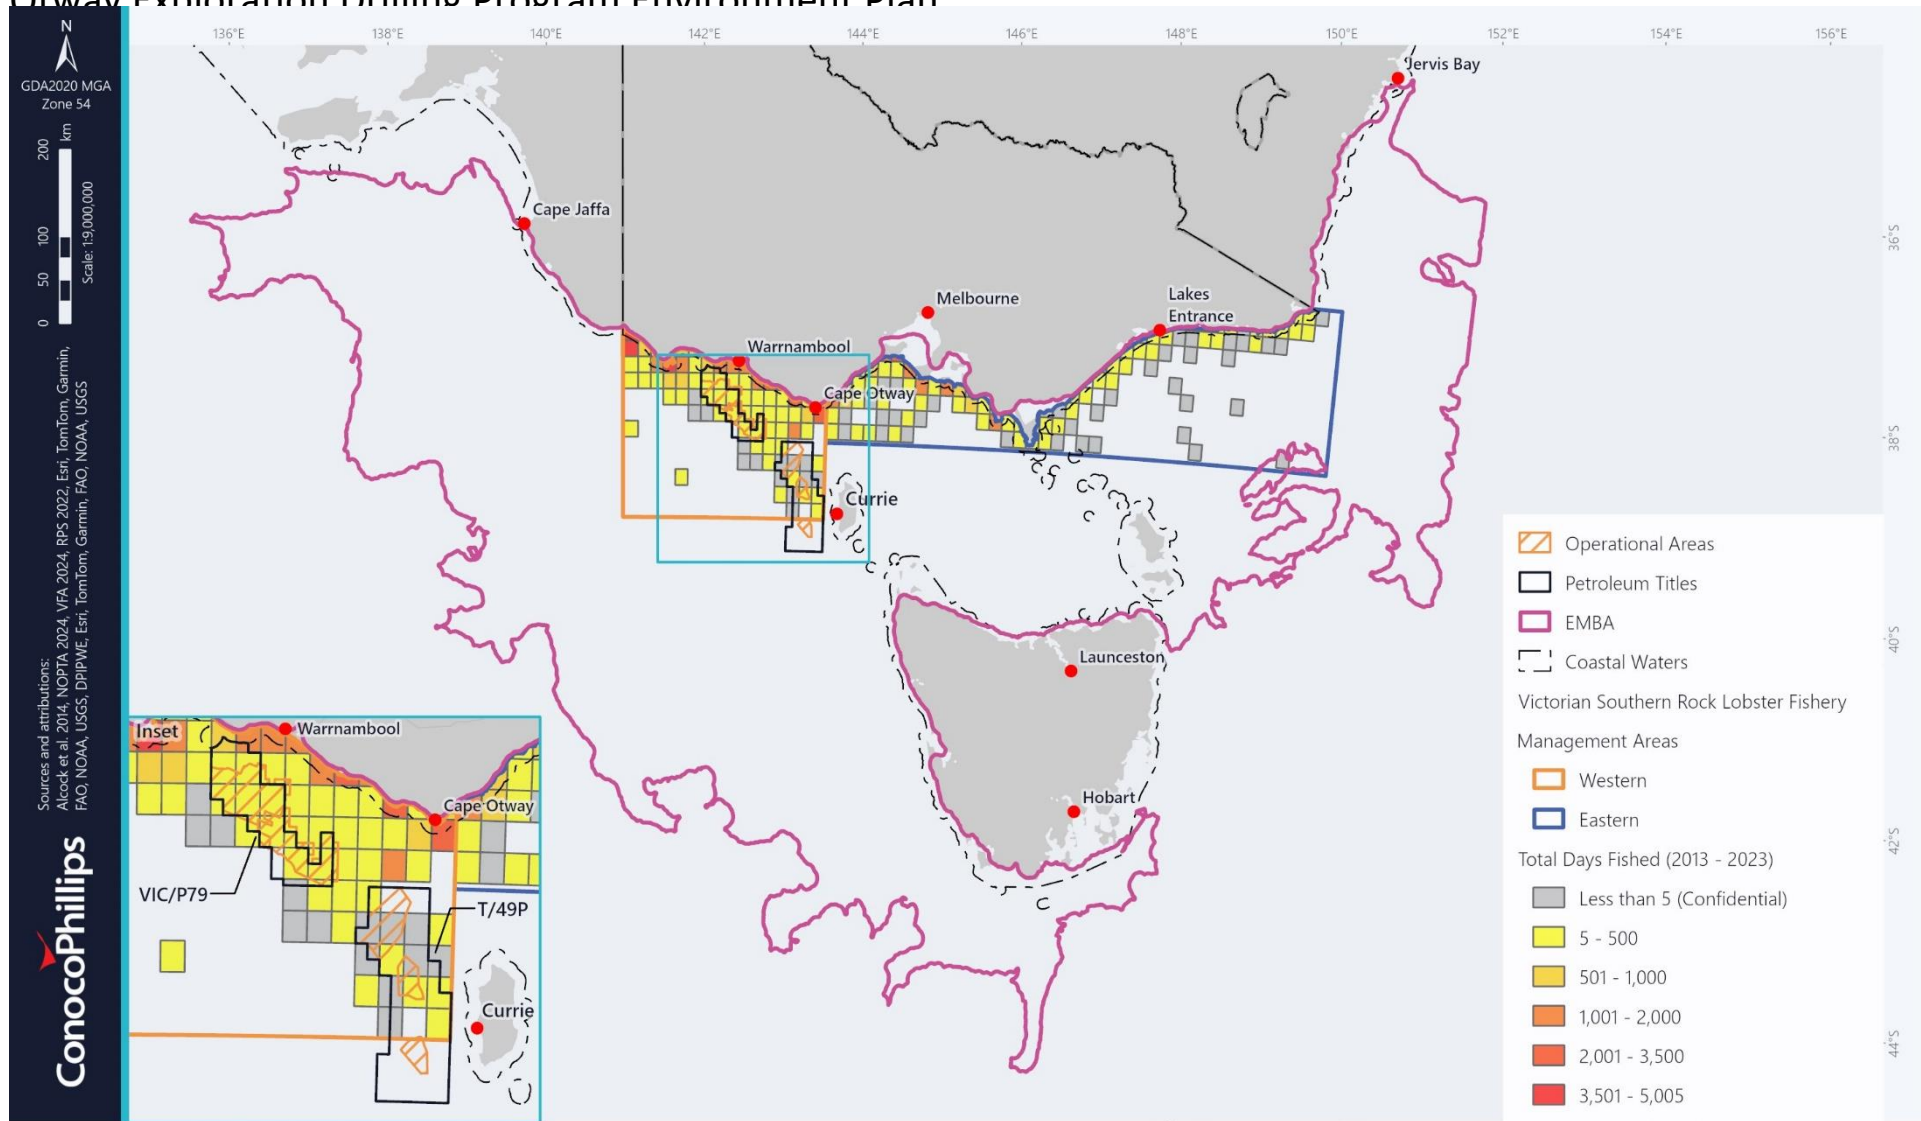 Otway Exploration Drilling Program Environment Plan
N
GDA2020 MGA
Zone 54
200
100
50
0
km
Scale: 1:9,000,000
Sources and attributions:
Alcock et al. 2014, NOPTA 2024, VFA 2024, RPS 2022, Esri, TomTom, Garmin,
FAO, NOAA, USGS, DPIPWE, Esri, TomTom, Garmin, FAO, NOAA, USGS
ConocoPhillips
136°E
138°E
140°E
142°E
144°E
146°E
148°E
150°E
152°E
154°E
156°E
36°S
38°S
40°S
42°S
44°S
Jervis Bay
Cape Jaffa
Melbourne
Lakes
Entrance
Warrnambool
Cape Otway
Currie
Launceston
Hobart
Inset
Warrnambool
Cape Otway
VIC/P79
T/49P
Currie
Operational Areas
Petroleum Titles
EMBA
Coastal Waters
Victorian Southern Rock Lobster Fishery
Management Areas
Western
Eastern
Total Days Fished (2013 - 2023)
Less than 5 (Confidential)
5 - 500
501 - 1,000
1,001 - 2,000
2,001 - 3,500
3,501 - 5,005